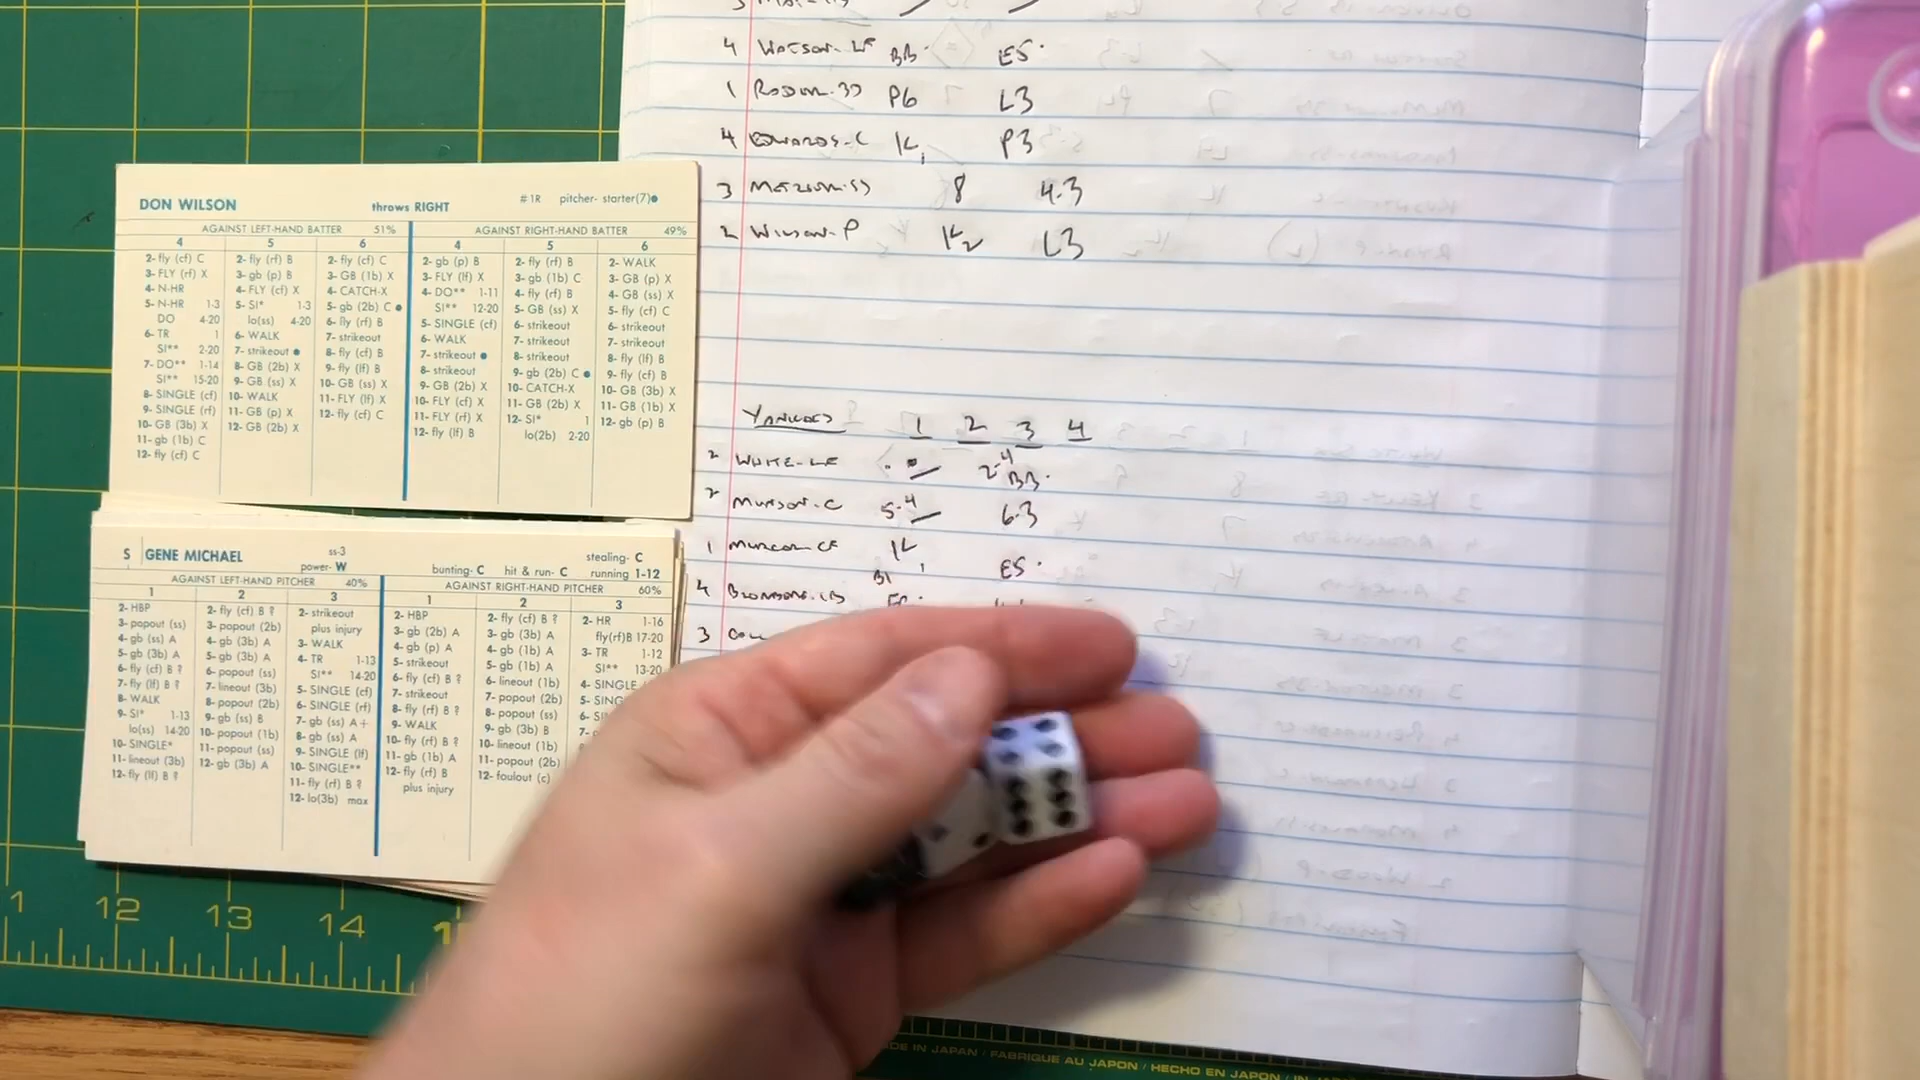 DON WILSON throws RIGHT #1R pitcher- starter(7)●
AGAINST LEFT-HAND BATTER 51% AGAINST RIGHT-HAND BATTER 49%
4 5 6 4 5 6
2- fly (cf) C
3- FLY (rf) X
4- N-HR
5- N-HR 1-3
DO 4-20
6- TR 1
SI** 2-20
7- DO** 1-14
SI** 15-20
8- SINGLE (cf)
9- SINGLE (rf)
10- GB (3b) X
11- gb (1b) C
12- fly (cf) C
2- fly (rf) B
3- gb (p) B
4- FLY (cf) X
5- SI* 1-3
lo(ss) 4-20
6- WALK
7- strikeout ●
8- GB (2b) X
9- GB (ss) X
10- WALK
11- GB (p) X
12- GB (2b) X
2- fly (cf) C
3- GB (1b) X
4- CATCH-X
5- gb (2b) C ●
6- fly (rf) B
7- strikeout
8- fly (cf) B
9- fly (lf) B
10- GB (ss) X
11- FLY (lf) X
12- fly (cf) C
2- gb (p) B
3- FLY (lf) X
4- DO** 1-11
SI** 12-20
5- SINGLE (cf)
6- WALK
7- strikeout ●
8- strikeout
9- GB (2b) X
10- FLY (cf) X
11- FLY (rf) X
12- fly (lf) B
2- fly (rf) B
3- gb (1b) C
4- fly (rf) B
5- GB (ss) X
6- strikeout
7- strikeout
8- strikeout
9- gb (2b) C ●
10- CATCH-X
11- GB (2b) X
12- SI* 1
lo(2b) 2-20
2- WALK
3- GB (p) X
4- GB (ss) X
5- fly (cf) C
6- strikeout
7- strikeout
8- fly (lf) B
9- fly (cf) B
10- GB (3b) X
11- GB (1b) X
12- gb (p) B
S GENE MICHAEL ss-3 stealing- C
power- W bunting- C hit & run- C running 1-12
AGAINST LEFT-HAND PITCHER 40% AGAINST RIGHT-HAND PITCHER 60%
1 2 3 1 2 3
2- HBP
3- popout (ss)
4- gb (ss) A
5- gb (3b) A
6- fly (cf) B ?
7- fly (lf) B ?
8- WALK
9- SI* 1-13
lo(ss) 14-20
10- SINGLE*
11- lineout (3b)
12- fly (lf) B ?
2- fly (cf) B ?
3- popout (2b)
4- gb (3b) A
5- gb (3b) A
6- popout (ss)
7- lineout (3b)
8- popout (2b)
9- gb (ss) B
10- popout (1b)
11- popout (ss)
12- gb (3b) A
2- strikeout
plus injury
3- WALK
4- TR 1-13
SI** 14-20
5- SINGLE (cf)
6- SINGLE (rf)
7- gb (ss) A+
8- gb (ss) A
9- SINGLE (lf)
10- SINGLE**
11- fly (rf) B ?
12- lo(3b) max
2- HBP
3- gb (2b) A
4- gb (p) A
5- strikeout
6- fly (cf) B ?
7- strikeout
8- fly (rf) B ?
9- WALK
10- fly (rf) B ?
11- gb (1b) A
12- fly (rf) B
plus injury
2- fly (cf) B ?
3- gb (3b) A
4- gb (1b) A
5- gb (1b) A
6- lineout (1b)
7- popout (2b)
8- popout (ss)
9- gb (3b) B
10- lineout (1b)
11- popout (2b)
12- foulout (c)
2- HR 1-16
fly(rf)B 17-20
3- TR 1-12
SI** 13-20
4- SINGLE
4 WATSON-LF BB E5
1 P6 L3
4 EDWARDS-C K P3
3 8 4-3
2 WILSON-P K L3
YANKEES 1 2 3 4
2 WHITE-LF 2-4 BB
2 MUNSON-C 5-4 6-3
1 MURCER-CF K E5
4
3
12 13 14
MADE IN JAPAN / FABRIQUE AU JAPON / HECHO EN JAPON